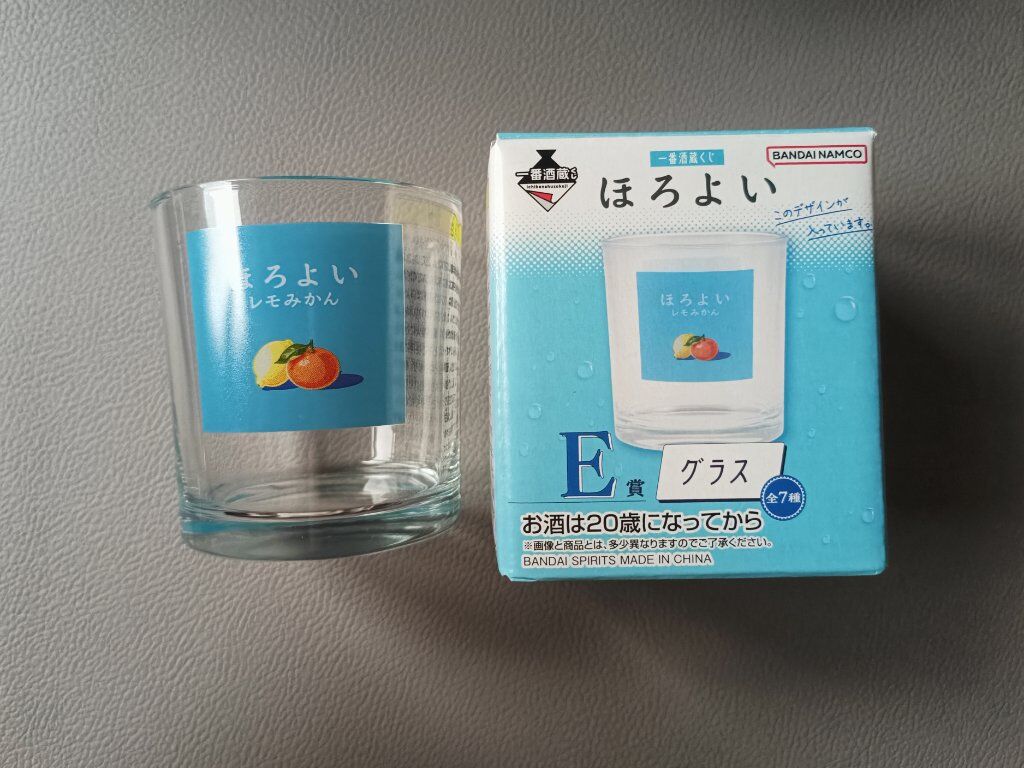 ほろよい
レモみかん
一番酒蔵くじ
ichibanshuzokuji
一番酒蔵くじ
BANDAI NAMCO
ほろよい
このデザインが
入っています。
ほろよい
レモみかん
E賞
グラス
全7種
お酒は20歳になってから
※画像と商品とは、多少異なりますのでご了承ください。
BANDAI SPIRITS MADE IN CHINA